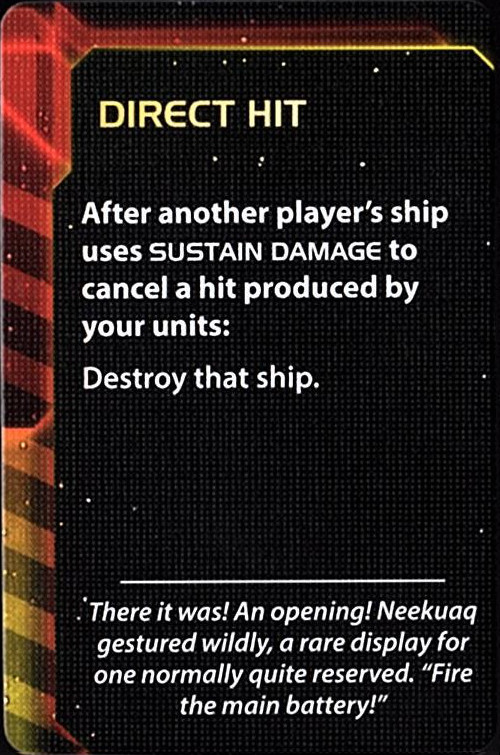 DIRECT HIT
After another player’s ship
uses SUSTAIN DAMAGE to
cancel a hit produced by
your units:
Destroy that ship.
There it was! An opening! Neekuaq
gestured wildly, a rare display for
one normally quite reserved. “Fire
the main battery!”